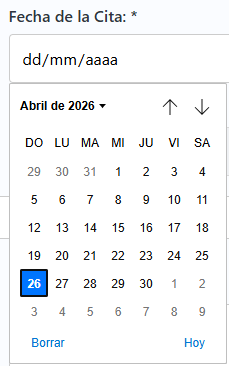 Fecha de la Cita: *
dd/mm/aaaa
Abril de 2026
DO LU MA MI JU VI SA
29 30 31 1 2 3 4
5 6 7 8 9 10 11
12 13 14 15 16 17 18
19 20 21 22 23 24 25
26 27 28 29 30 1 2
3 4 5 6 7 8 9
Borrar Hoy